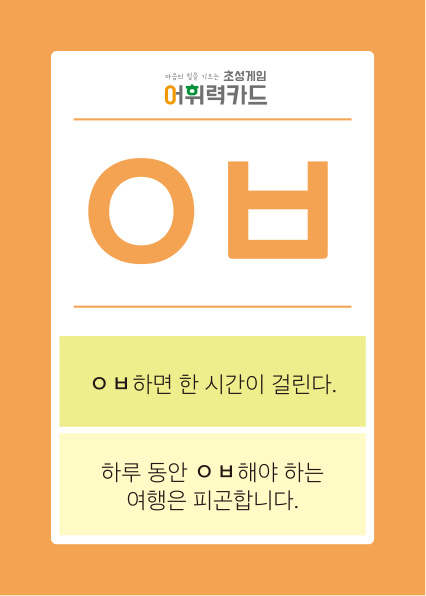 마음의 힘을 기르는 초성게임
어휘력카드
ㅇㅂ
ㅇㅂ하면 한 시간이 걸린다.
하루 동안 ㅇㅂ해야 하는
여행은 피곤합니다.